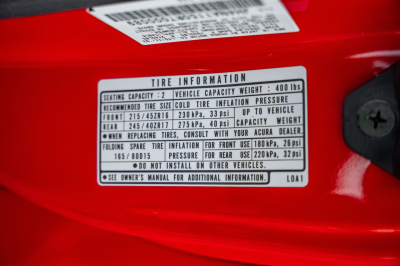 TIRE INFORMATION
SEATING CAPACITY: 2 VEHICLE CAPACITY WEIGHT: 400 lbs
RECOMMENDED TIRE SIZE COLD TIRE INFLATION PRESSURE
FRONT 215/45ZR16 230 kPa, 33 psi UP TO VEHICLE
REAR 245/40ZR17 275 kPa, 40 psi CAPACITY WEIGHT
● WHEN REPLACING TIRES, CONSULT WITH YOUR ACURA DEALER.
FOLDING SPARE TIRE INFLATION FOR FRONT USE 180 kPa, 26 psi
165/80D15 PRESSURE FOR REAR USE 220 kPa, 32 psi
● DO NOT USE ON OTHER VEHICLES.
● SEE OWNER'S MANUAL FOR ADDITIONAL INFORMATION. L0A1